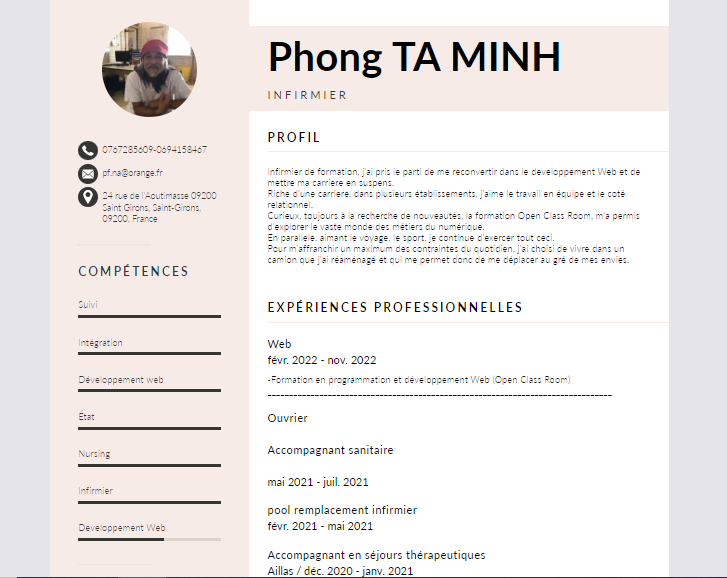 Phong TA MINH
INFIRMIER
0767285609-0694158467
pf.na@orange.fr
24 rue de l'Aoutimasse 09200
Saint Girons, Saint-Girons,
09200, France
COMPÉTENCES
Suivi
Intégration
Développement web
État
Nursing
Infirmier
Developpement Web
PROFIL
Infirmier de formation, j'ai pris le parti de me reconvertir dans le developpement Web et de
mettre ma carriere en suspens.
Riche d'une carriere, dans plusieurs établissements, j'aime le travail en équipe et le coté
relationnel.
Curieux, toujours à la recherche de nouveautés, la formation Open Class Room, m'a permis
d'explorer le vaste monde des métiers du numérique.
En parallele, aimant le voyage, le sport, je continue d'exercer tout ceci.
Pour m'affranchir un maximum des contraintes du quotidien, j'ai choisi de vivre dans un
camion que j'ai réaménagé et qui me permet donc de me déplacer au gré de mes envies.
EXPÉRIENCES PROFESSIONNELLES
Web
févr. 2022 - nov. 2022
-Formation en programmation et développement Web (Open Class Room)
Ouvrier
Accompagnant sanitaire
mai 2021 - juil. 2021
pool remplacement infirmier
févr. 2021 - mai 2021
Accompagnant en séjours thérapeutiques
Aillas / déc. 2020 - janv. 2021